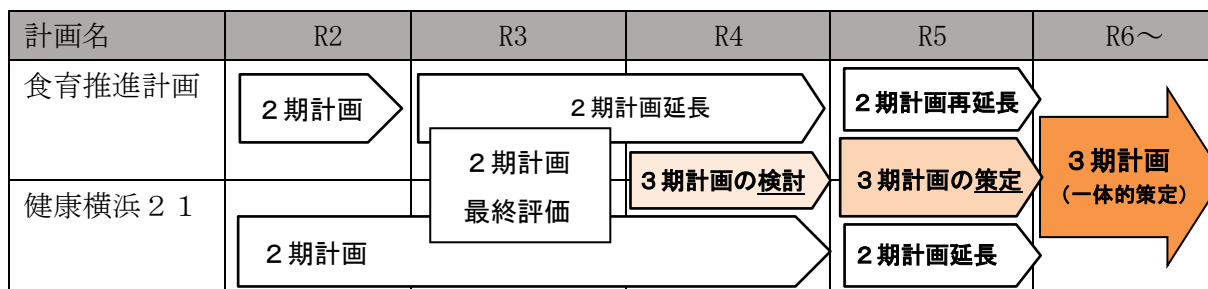 計画名 R2 R3 R4 R5 R6～
食育推進計画
２期計画
２期計画延長
２期計画再延長
２期計画
最終評価
３期計画の検討
３期計画の策定
３期計画
（一体的策定）
健康横浜２１
２期計画
２期計画延長